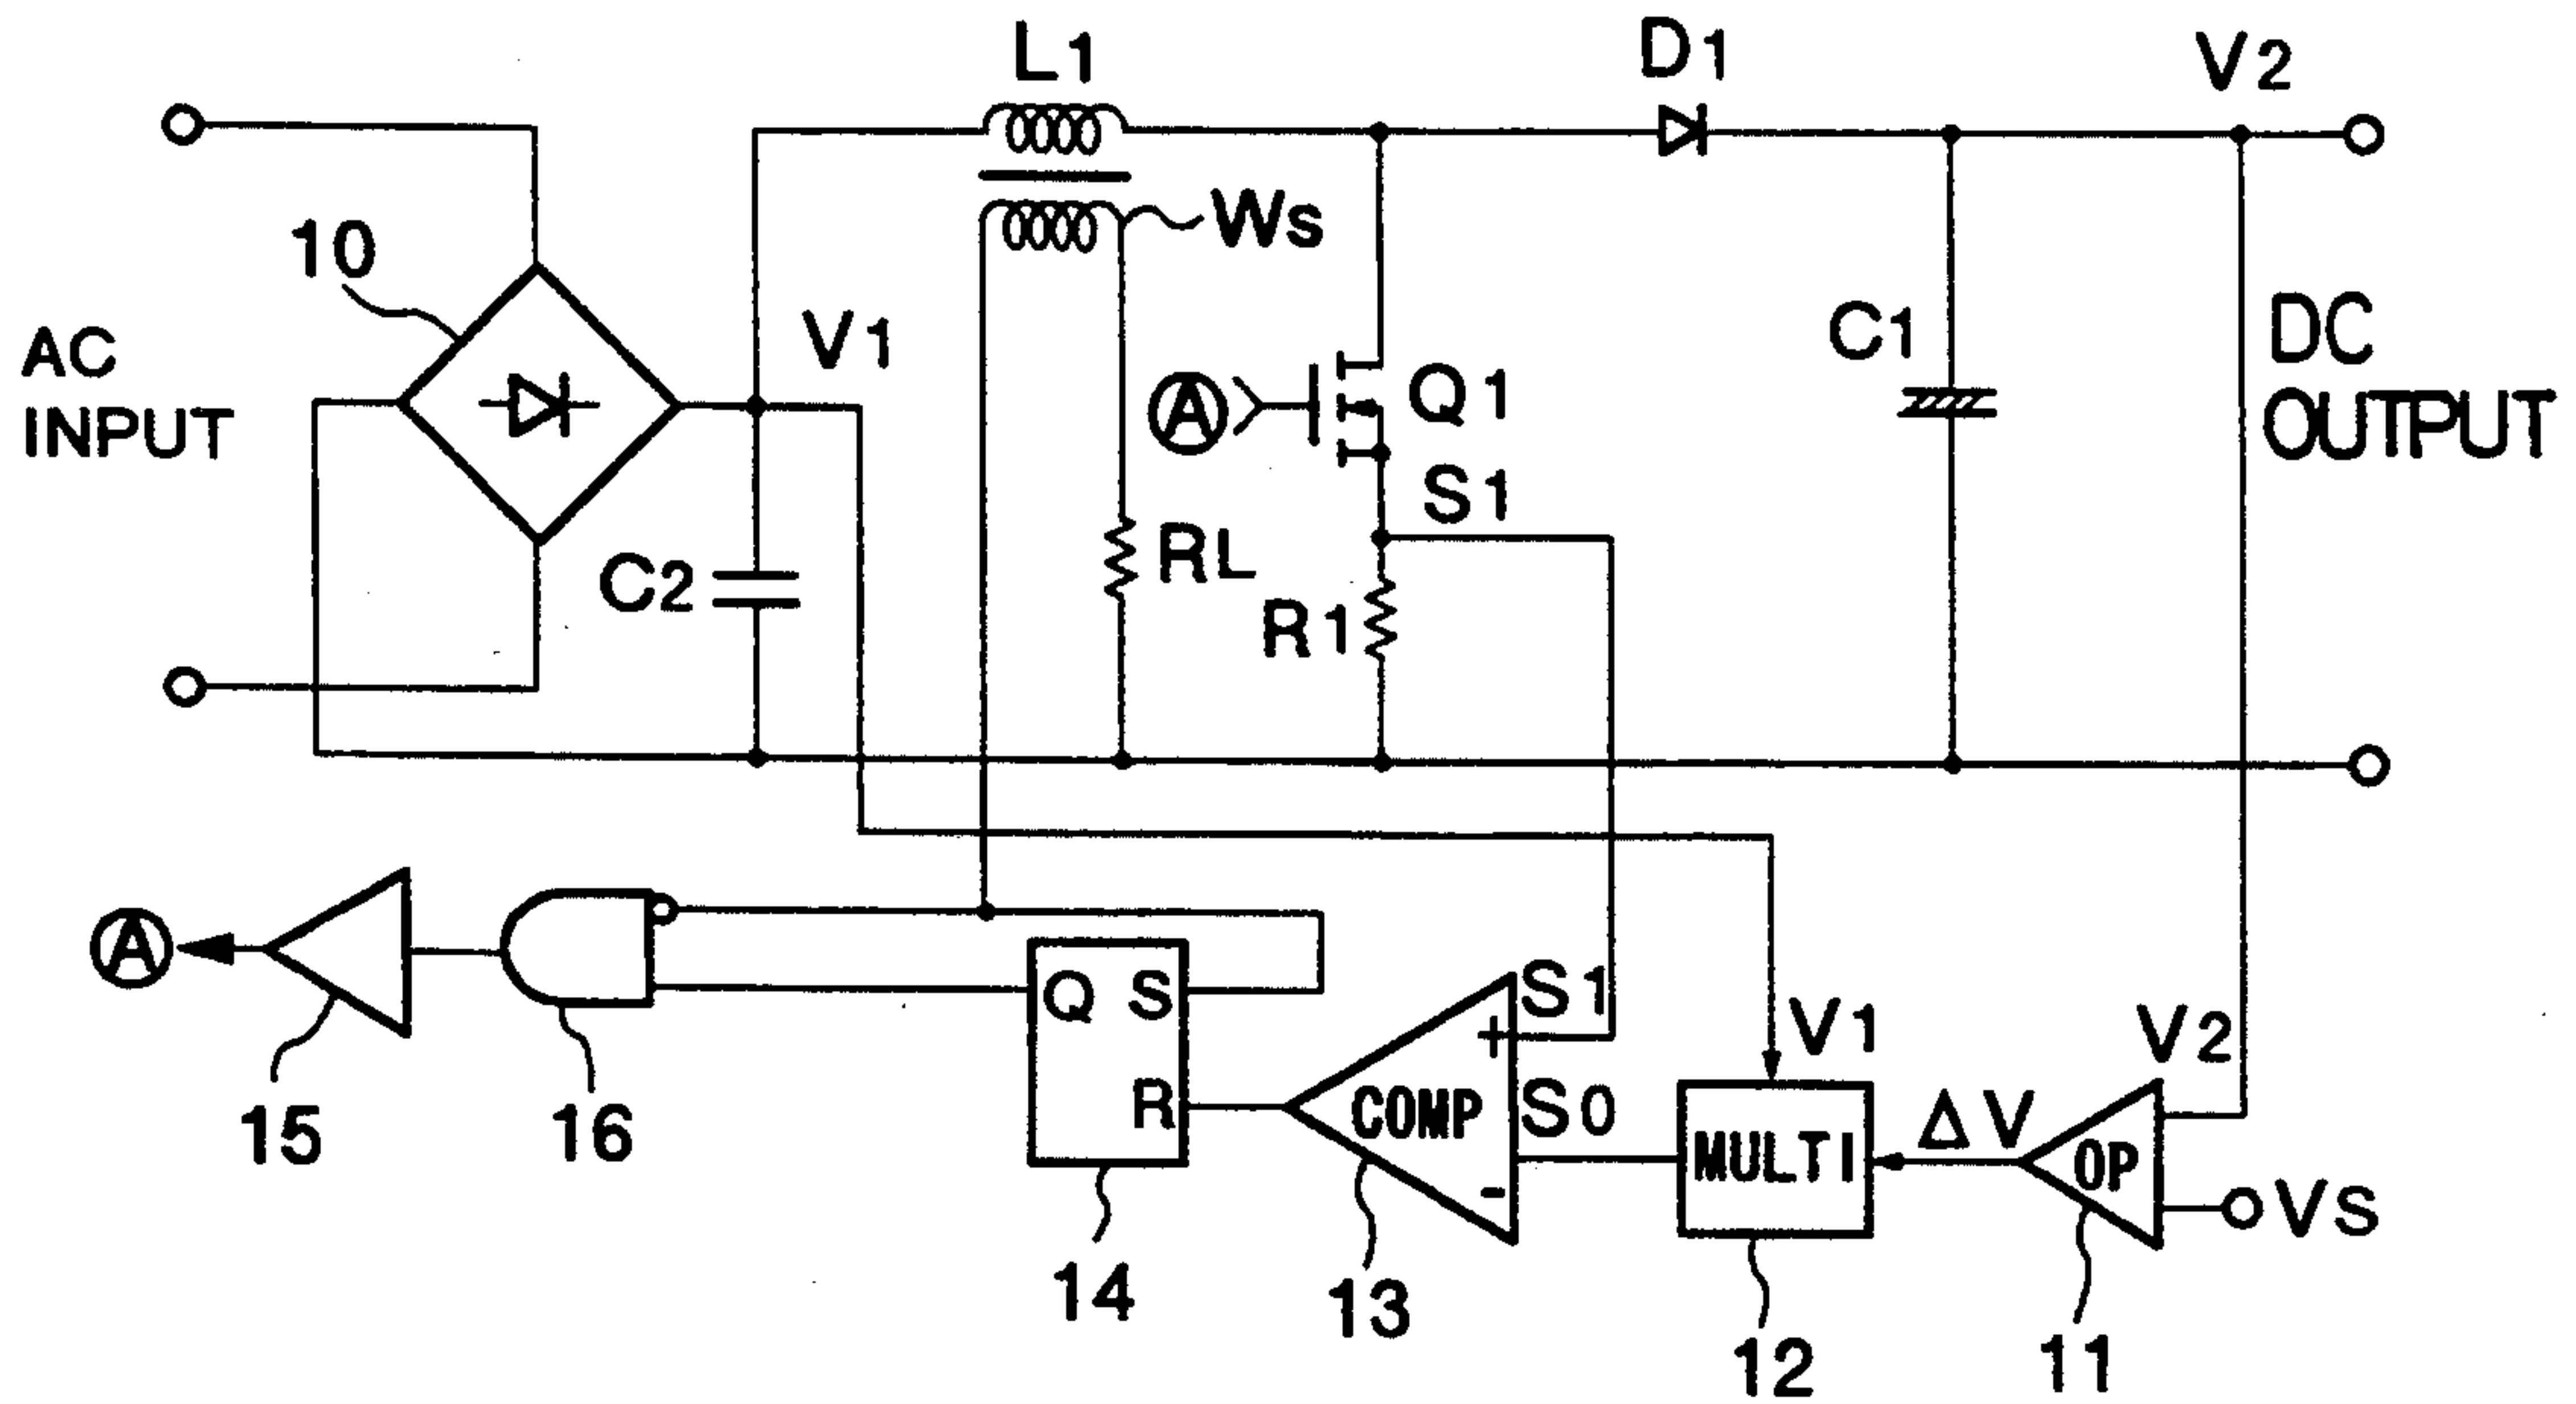 L1
D1
V2
Ws
10
AC
INPUT
V1
C1
DC
OUTPUT
A
Q1
S1
C2
RL
R1
A
Q
S
R
S1
+
COMP
S0
-
V1
MULTI
ΔV
V2
OP
VS
15
16
14
13
12
11